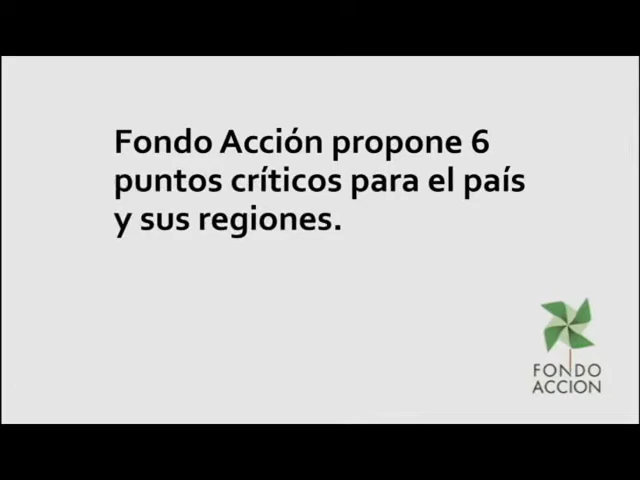 Fondo Acción propone 6
puntos críticos para el país
y sus regiones.
FONDO
ACCION